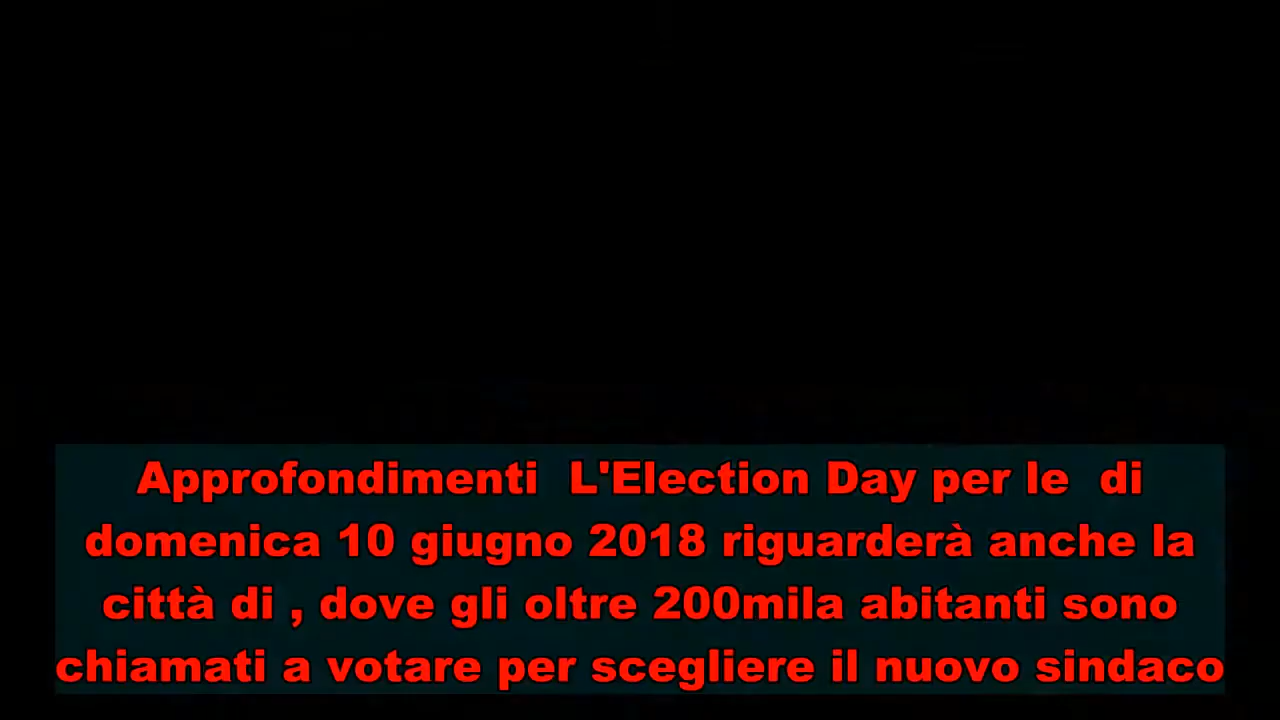 Approfondimenti  L'Election Day per le  di
domenica 10 giugno 2018 riguarderà anche la
città di , dove gli oltre 200mila abitanti sono
chiamati a votare per scegliere il nuovo sindaco